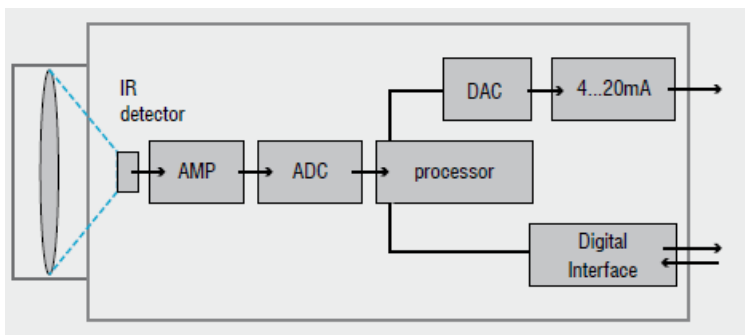 IR
detector
AMP
ADC
processor
DAC
4...20mA
Digital
Interface